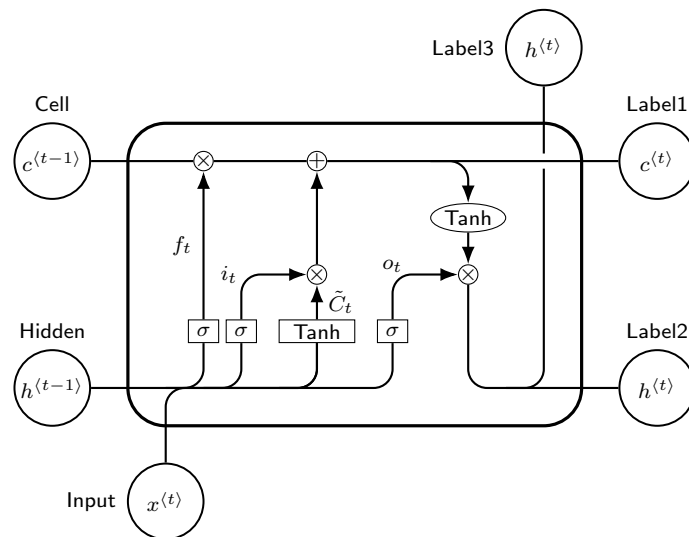 Label3
h⟨t⟩
Cell
Label1
c⟨t−1⟩
×
+
c⟨t⟩
Tanh
f_t
i_t
×
o_t
×
C̃_t
Hidden
σ
σ
Tanh
σ
Label2
h⟨t−1⟩
h⟨t⟩
Input
x⟨t⟩